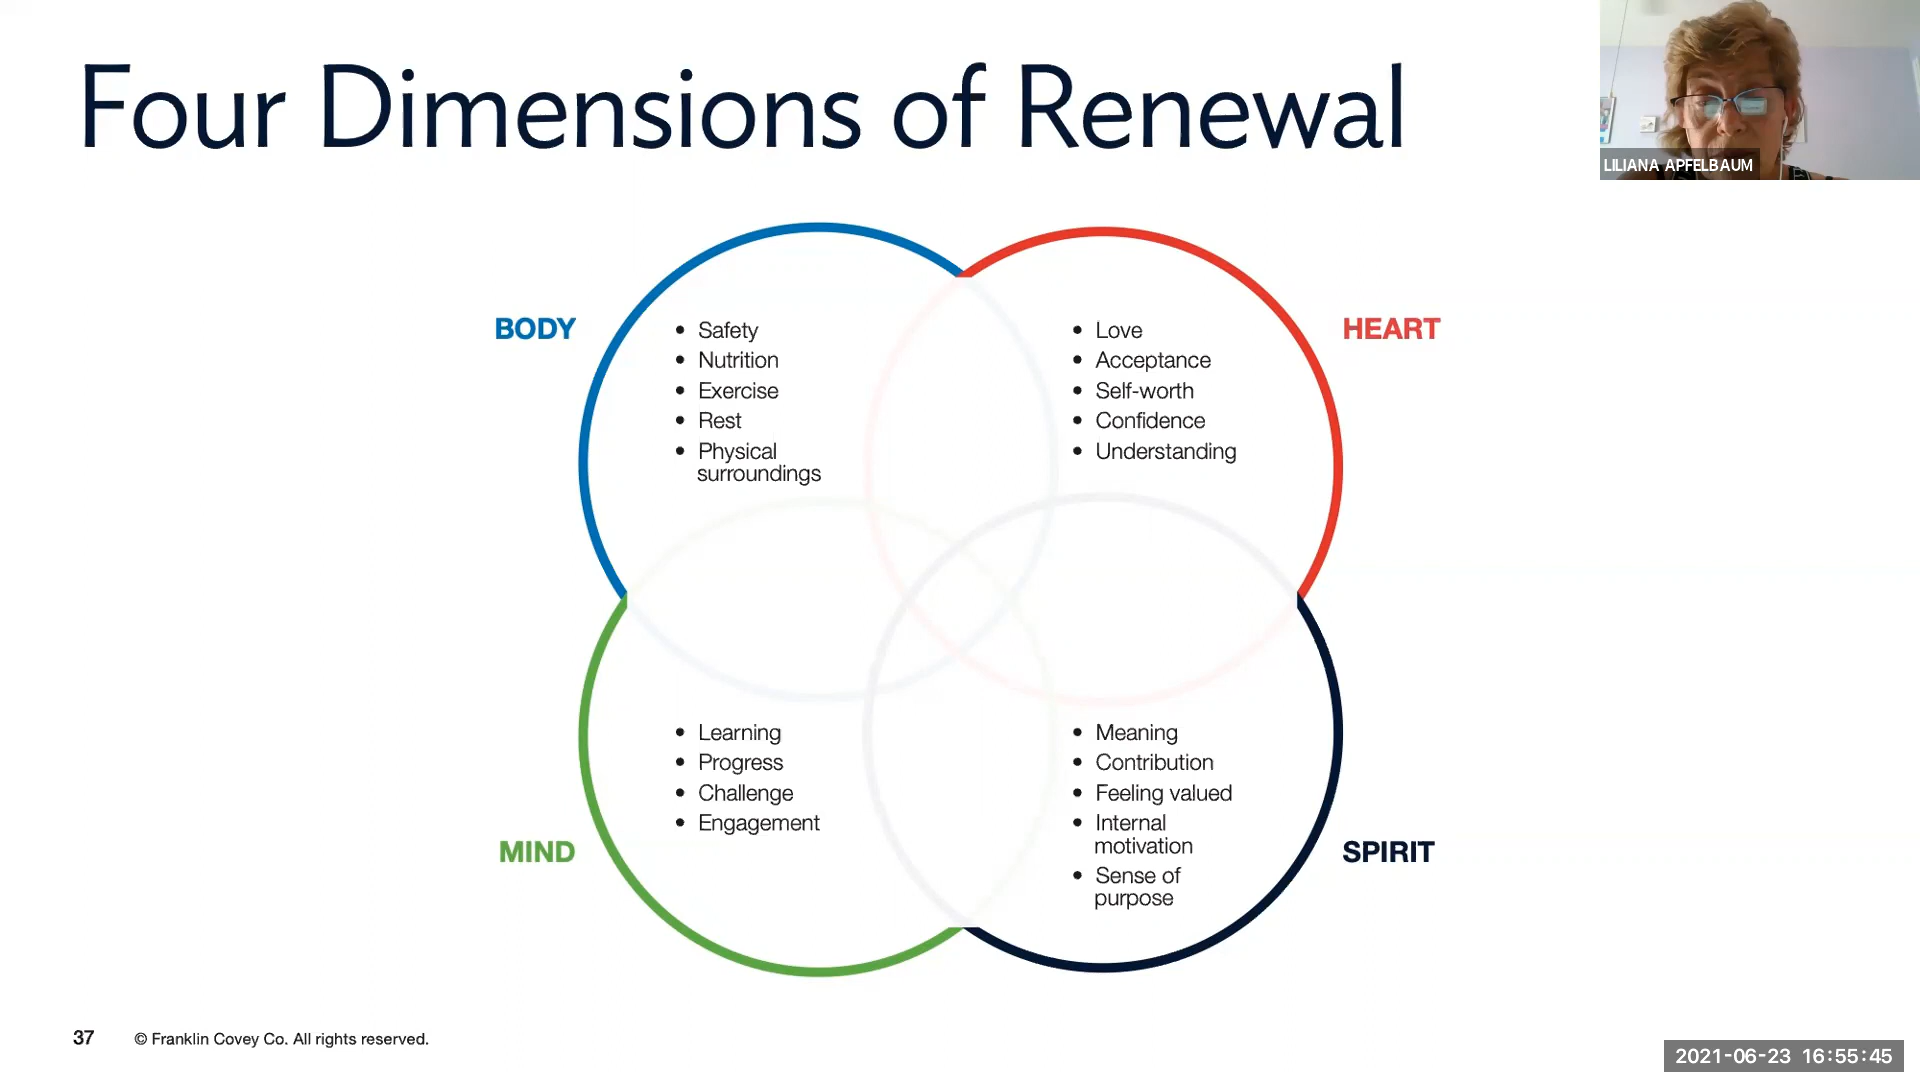 Four Dimensions of Renewal
LILIANA APFELBAUM
BODY
• Safety
• Nutrition
• Exercise
• Rest
• Physical
surroundings
HEART
• Love
• Acceptance
• Self-worth
• Confidence
• Understanding
MIND
• Learning
• Progress
• Challenge
• Engagement
SPIRIT
• Meaning
• Contribution
• Feeling valued
• Internal
motivation
• Sense of
purpose
37
© Franklin Covey Co. All rights reserved.
2021-06-23 16:55:45